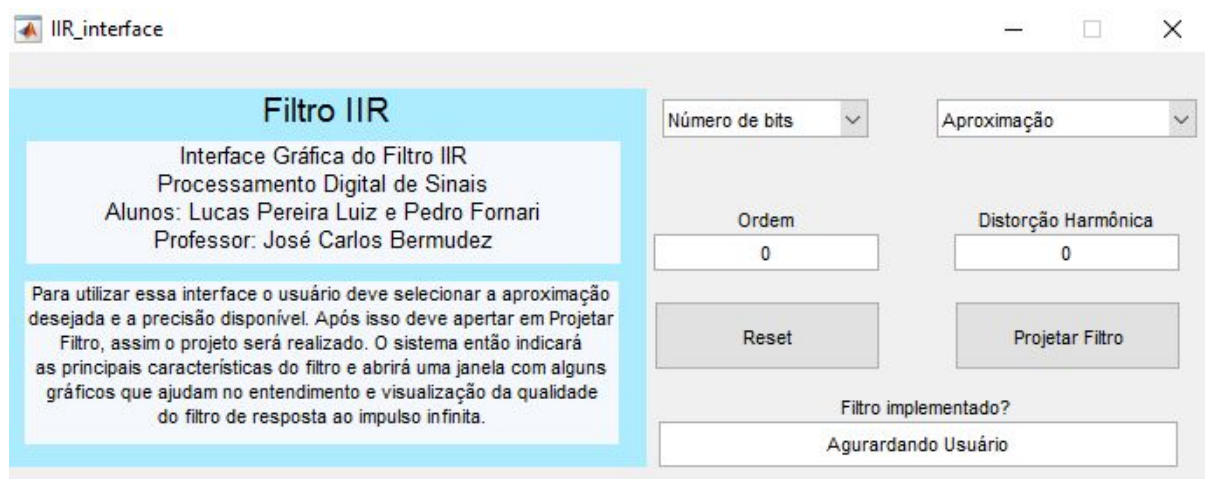 IIR_interface
Filtro IIR
Interface Gráfica do Filtro IIR
Processamento Digital de Sinais
Alunos: Lucas Pereira Luiz e Pedro Fornari
Professor: José Carlos Bermudez
Para utilizar essa interface o usuário deve selecionar a aproximação
desejada e a precisão disponível. Após isso deve apertar em Projetar
Filtro, assim o projeto será realizado. O sistema então indicará
as principais características do filtro e abrirá uma janela com alguns
gráficos que ajudam no entendimento e visualização da qualidade
do filtro de resposta ao impulso infinita.
Número de bits
Aproximação
Ordem
0
Distorção Harmônica
0
Reset
Projetar Filtro
Filtro implementado?
Agurardando Usuário